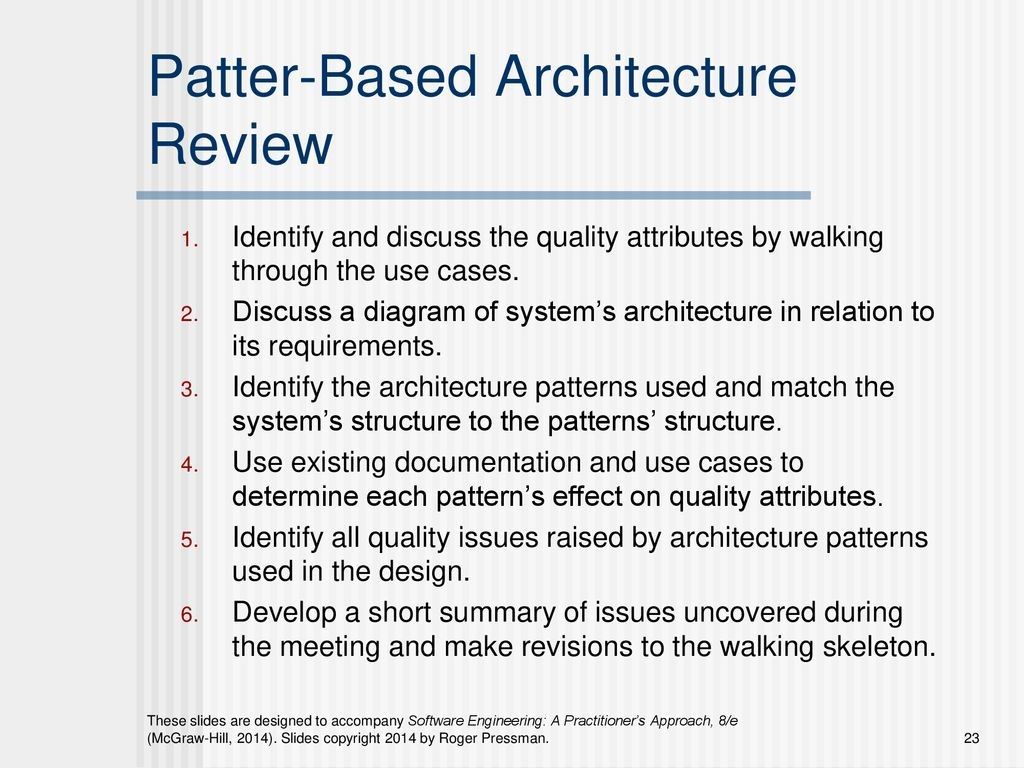 Patter-Based Architecture
Review
1. Identify and discuss the quality attributes by walking
through the use cases.
2. Discuss a diagram of system’s architecture in relation to
its requirements.
3. Identify the architecture patterns used and match the
system’s structure to the patterns’ structure.
4. Use existing documentation and use cases to
determine each pattern’s effect on quality attributes.
5. Identify all quality issues raised by architecture patterns
used in the design.
6. Develop a short summary of issues uncovered during
the meeting and make revisions to the walking skeleton.
These slides are designed to accompany Software Engineering: A Practitioner’s Approach, 8/e
(McGraw-Hill, 2014). Slides copyright 2014 by Roger Pressman.
23